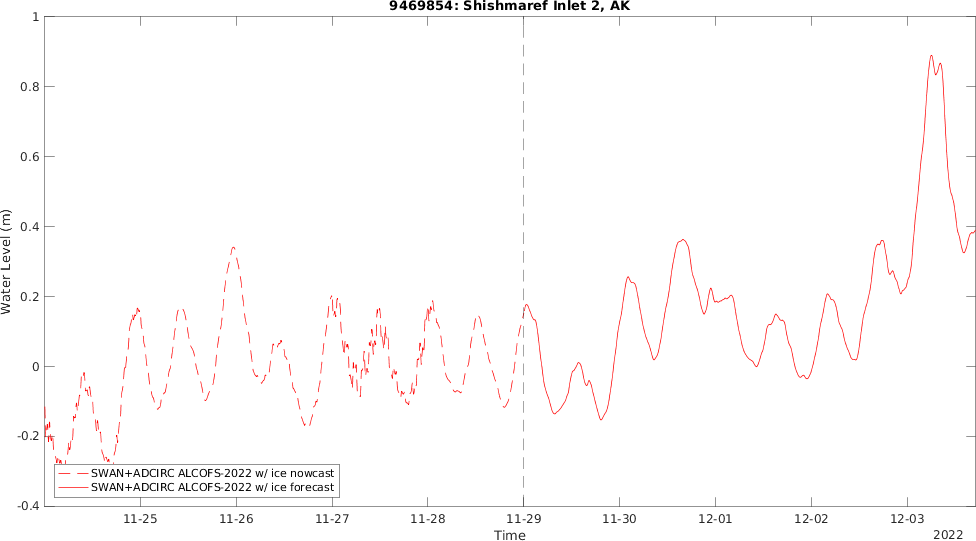 9469854: Shishmaref Inlet 2, AK
1
0.8
0.6
0.4
0.2
0
-0.2
-0.4
Water Level (m)
SWAN+ADCIRC ALCOFS-2022 w/ ice nowcast
SWAN+ADCIRC ALCOFS-2022 w/ ice forecast
11-25 11-26 11-27 11-28 11-29 11-30 12-01 12-02 12-03
Time
2022